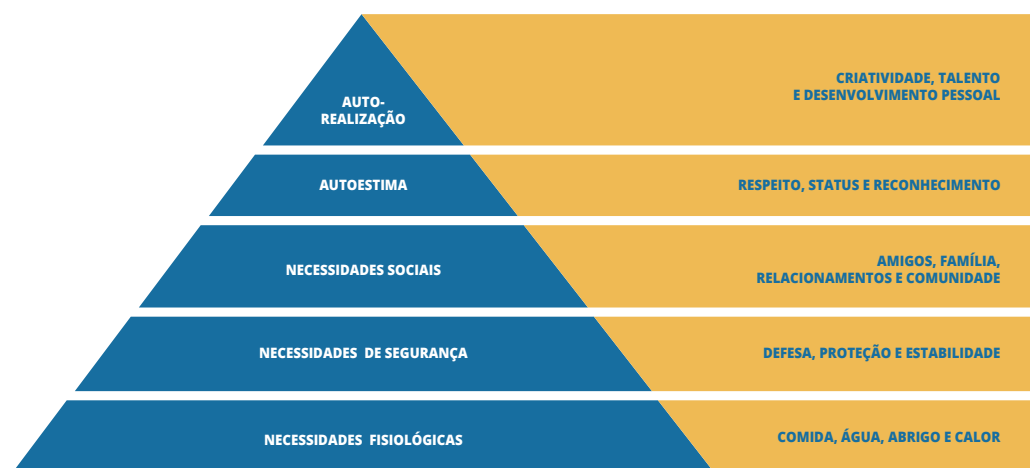 AUTO-
REALIZAÇÃO
CRIATIVIDADE, TALENTO
E DESENVOLVIMENTO PESSOAL
AUTOESTIMA
RESPEITO, STATUS E RECONHECIMENTO
NECESSIDADES SOCIAIS
AMIGOS, FAMÍLIA,
RELACIONAMENTOS E COMUNIDADE
NECESSIDADES DE SEGURANÇA
DEFESA, PROTEÇÃO E ESTABILIDADE
NECESSIDADES FISIOLÓGICAS
COMIDA, ÁGUA, ABRIGO E CALOR